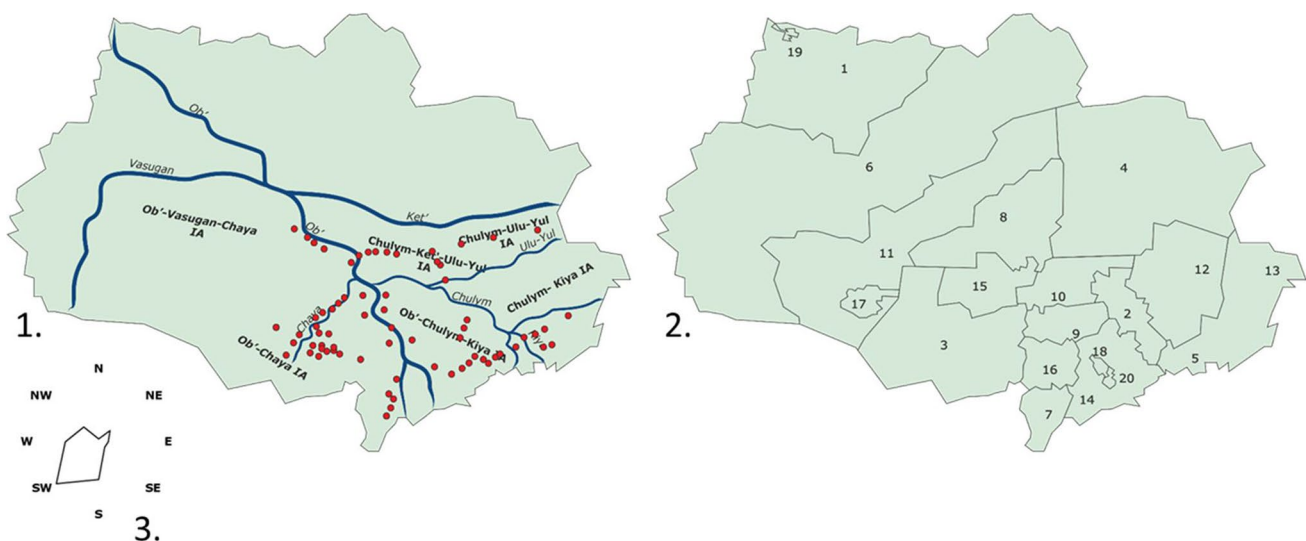 Ob’
Vasugan
Ob’-Vasugan-Chaya
IA
Ket’
Ob’
Chulym-Ulu-Yul
IA
Ulu-Yul
Chulym-Ket’-Ulu-Yul
IA
Chulym- Kiya IA
Chulym
Chaya
Ob’-Chulym-Kiya IA
Ob’-Chaya IA
1.
N
NW
NE
W
E
SW
SE
S
3.
19
1
6
4
8
11
12
13
15
10
17
2
9
3
18
5
16
20
14
7
2.